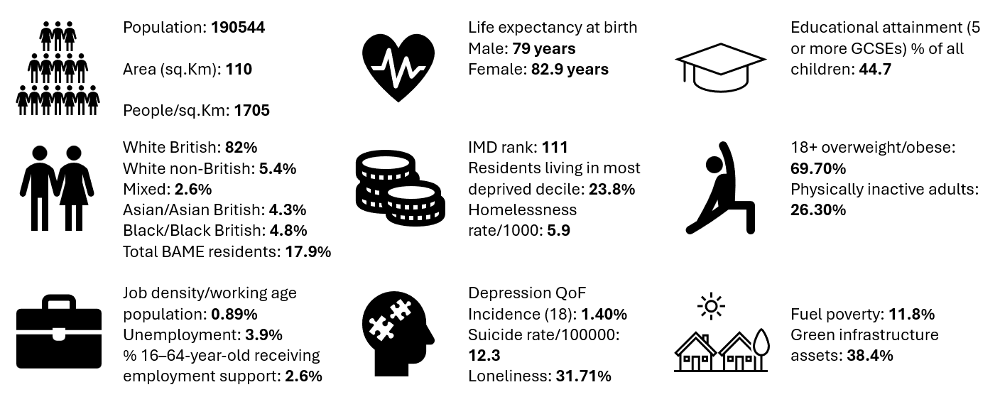 Population: 190544
Area (sq.Km): 110
People/sq.Km: 1705
Life expectancy at birth
Male: 79 years
Female: 82.9 years
Educational attainment (5
or more GCSEs) % of all
children: 44.7
White British: 82%
White non-British: 5.4%
Mixed: 2.6%
Asian/Asian British: 4.3%
Black/Black British: 4.8%
Total BAME residents: 17.9%
IMD rank: 111
Residents living in most
deprived decile: 23.8%
Homelessness
rate/1000: 5.9
18+ overweight/obese:
69.70%
Physically inactive adults:
26.30%
Job density/working age
population: 0.89%
Unemployment: 3.9%
% 16–64-year-old receiving
employment support: 2.6%
Depression QoF
Incidence (18): 1.40%
Suicide rate/100000:
12.3
Loneliness: 31.71%
Fuel poverty: 11.8%
Green infrastructure
assets: 38.4%